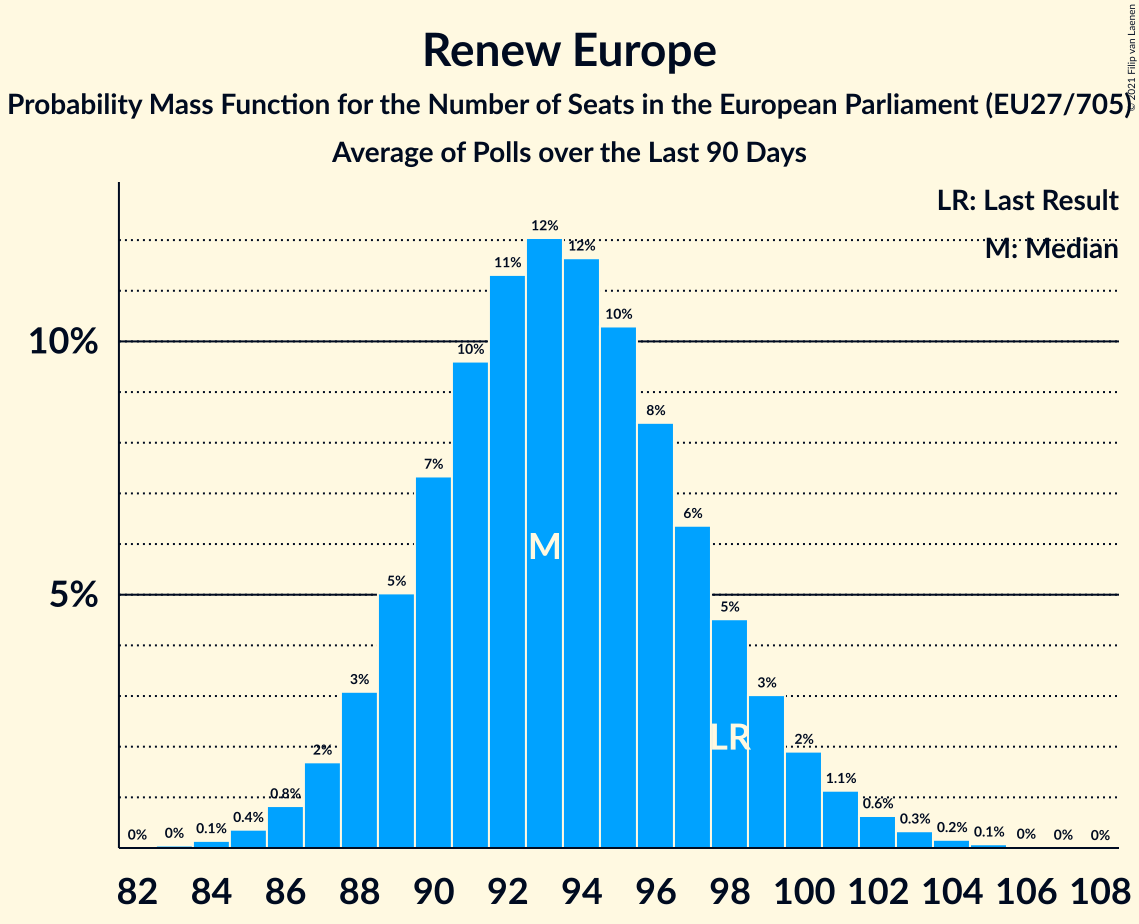 © 2021 Filip van Laenen
Renew Europe
Probability Mass Function for the Number of Seats in the European Parliament (EU27/705)
Average of Polls over the Last 90 Days
LR: Last Result
M: Median
10%
5%
0% 0% 0.1% 0.4% 0.8% 2% 3% 5% 7% 10% 11% 12% 12% 10% 8% 6% 5% 3% 2% 1.1% 0.6% 0.3% 0.2% 0.1% 0% 0% 0%
M
LR
82 84 86 88 90 92 94 96 98 100 102 104 106 108